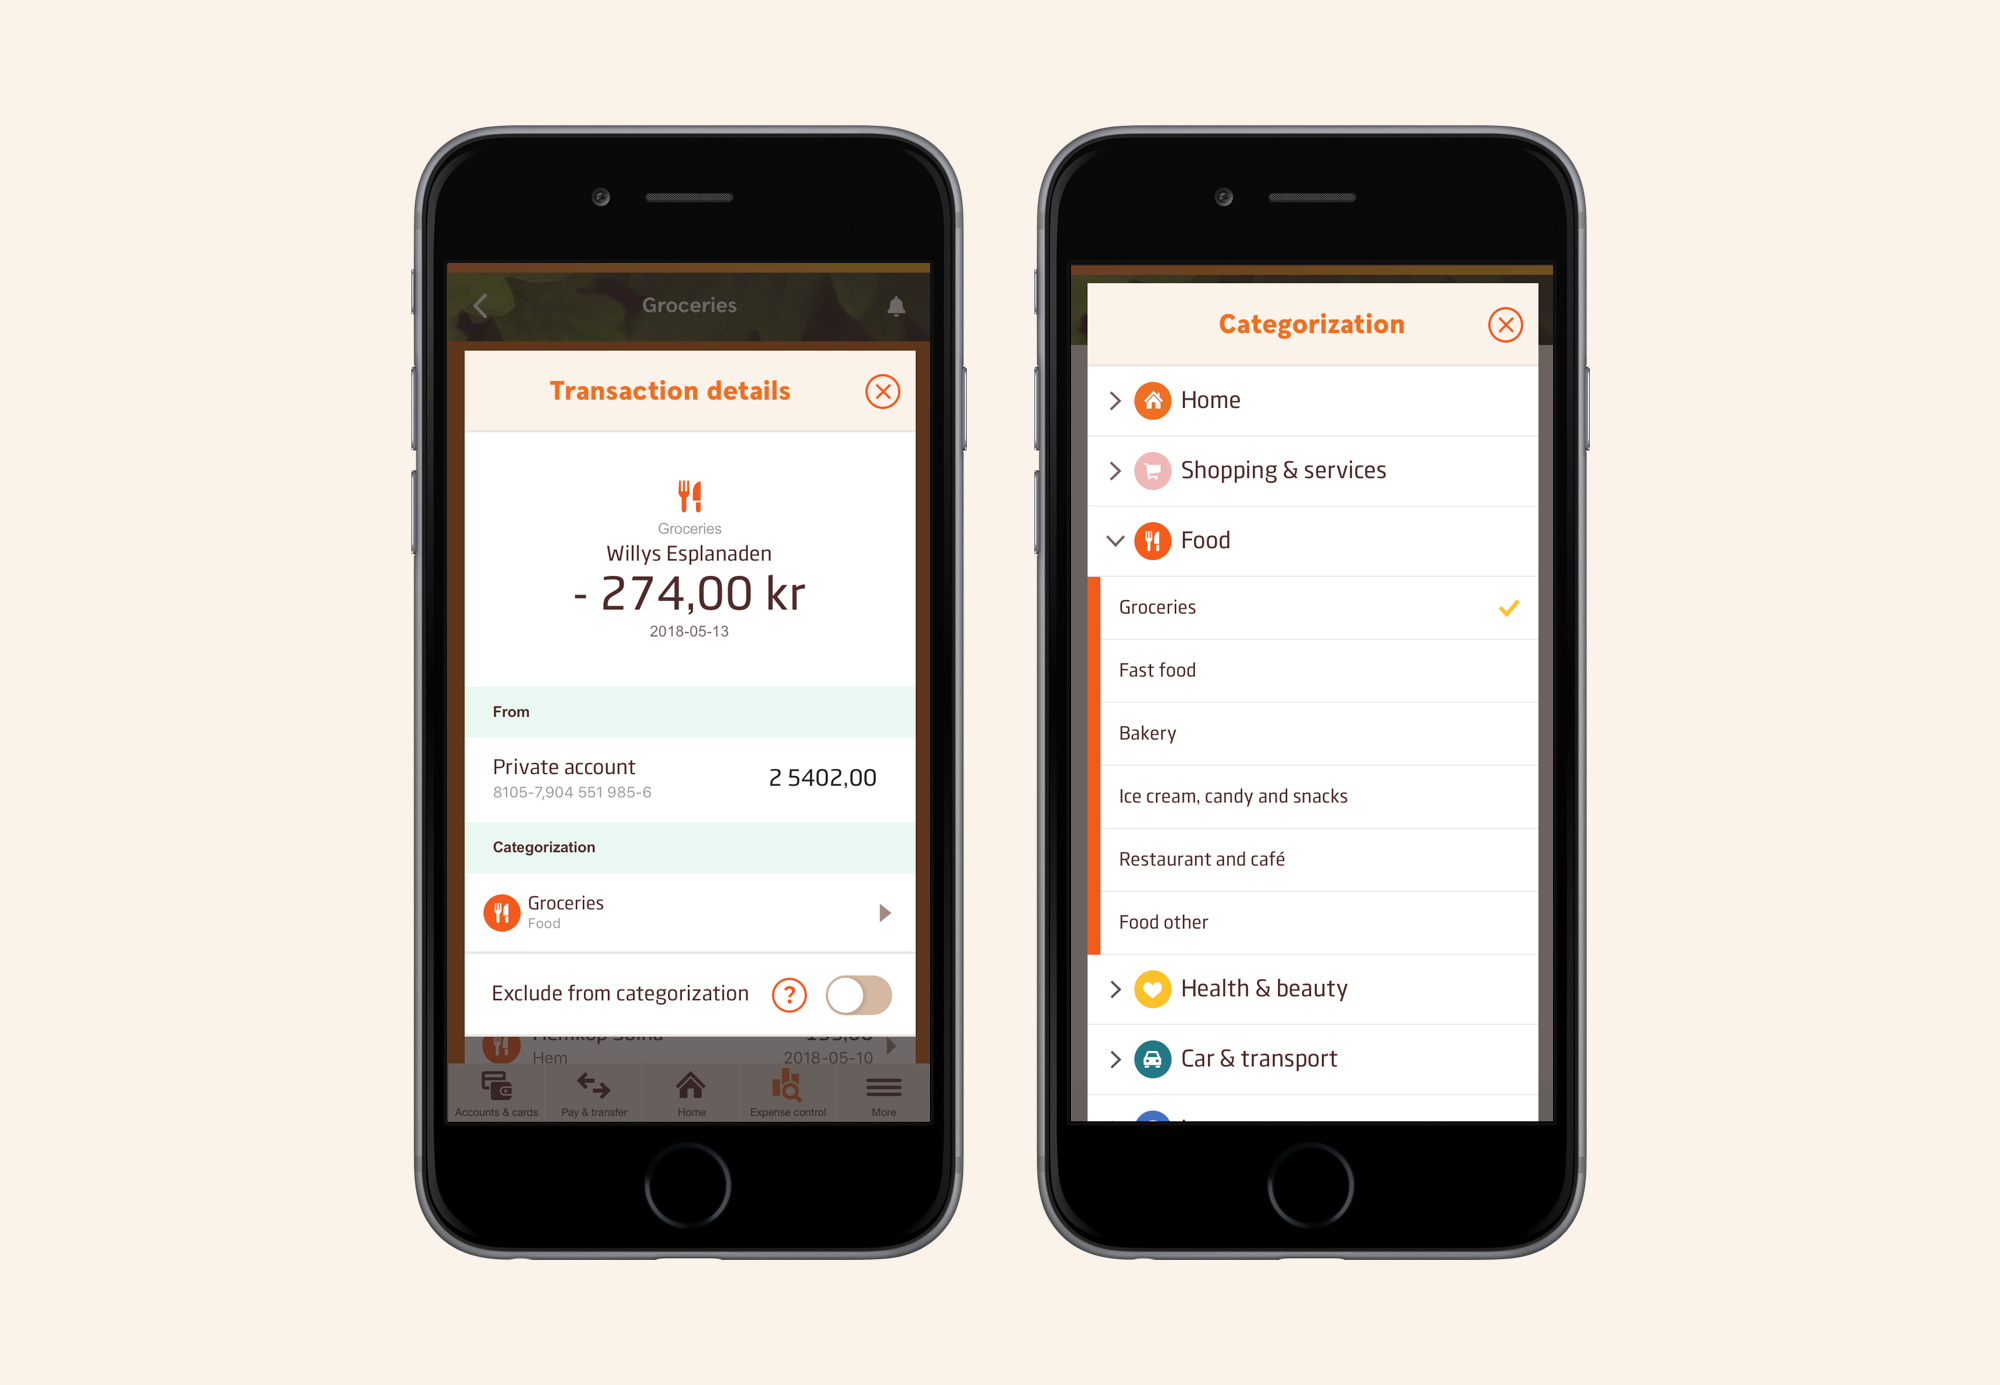 Groceries
Transaction details
Groceries
Willys Esplanaden
- 274,00 kr
2018-05-13
From
Private account
8105-7,904 551 985-6
2 5402,00
Categorization
Groceries
Food
Exclude from categorization
?
Hem
2018-05-10
Accounts & cards
Pay & transfer
Home
Expense control
More
Categorization
Home
Shopping & services
Food
Groceries
Fast food
Bakery
Ice cream, candy and snacks
Restaurant and café
Food other
Health & beauty
Car & transport